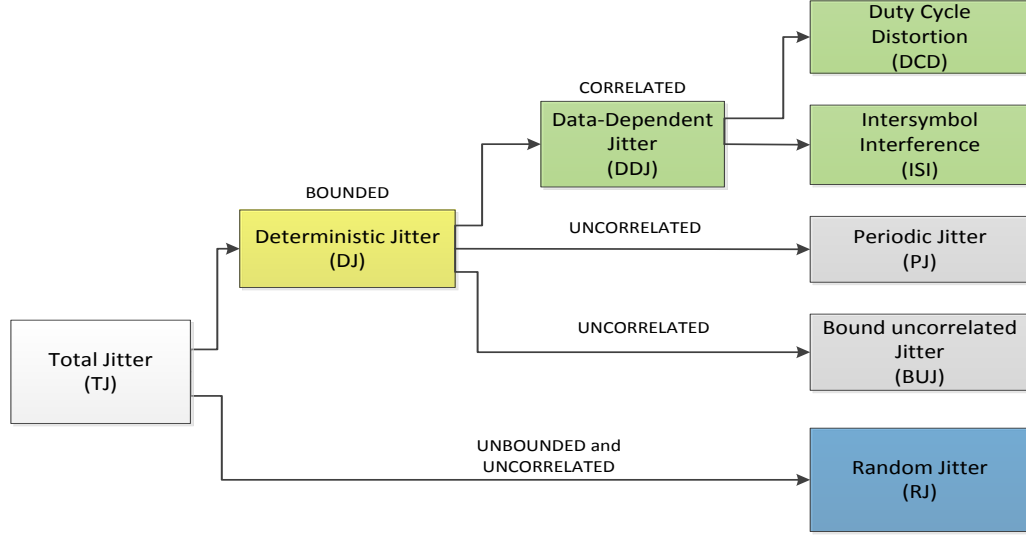 Duty Cycle
Distortion
(DCD)
CORRELATED
Data-Dependent
Jitter
(DDJ)
Intersymbol
Interference
(ISI)
BOUNDED
Deterministic Jitter
(DJ)
UNCORRELATED
Periodic Jitter
(PJ)
UNCORRELATED
Bound uncorrelated
Jitter
(BUJ)
Total Jitter
(TJ)
UNBOUNDED and
UNCORRELATED
Random Jitter
(RJ)